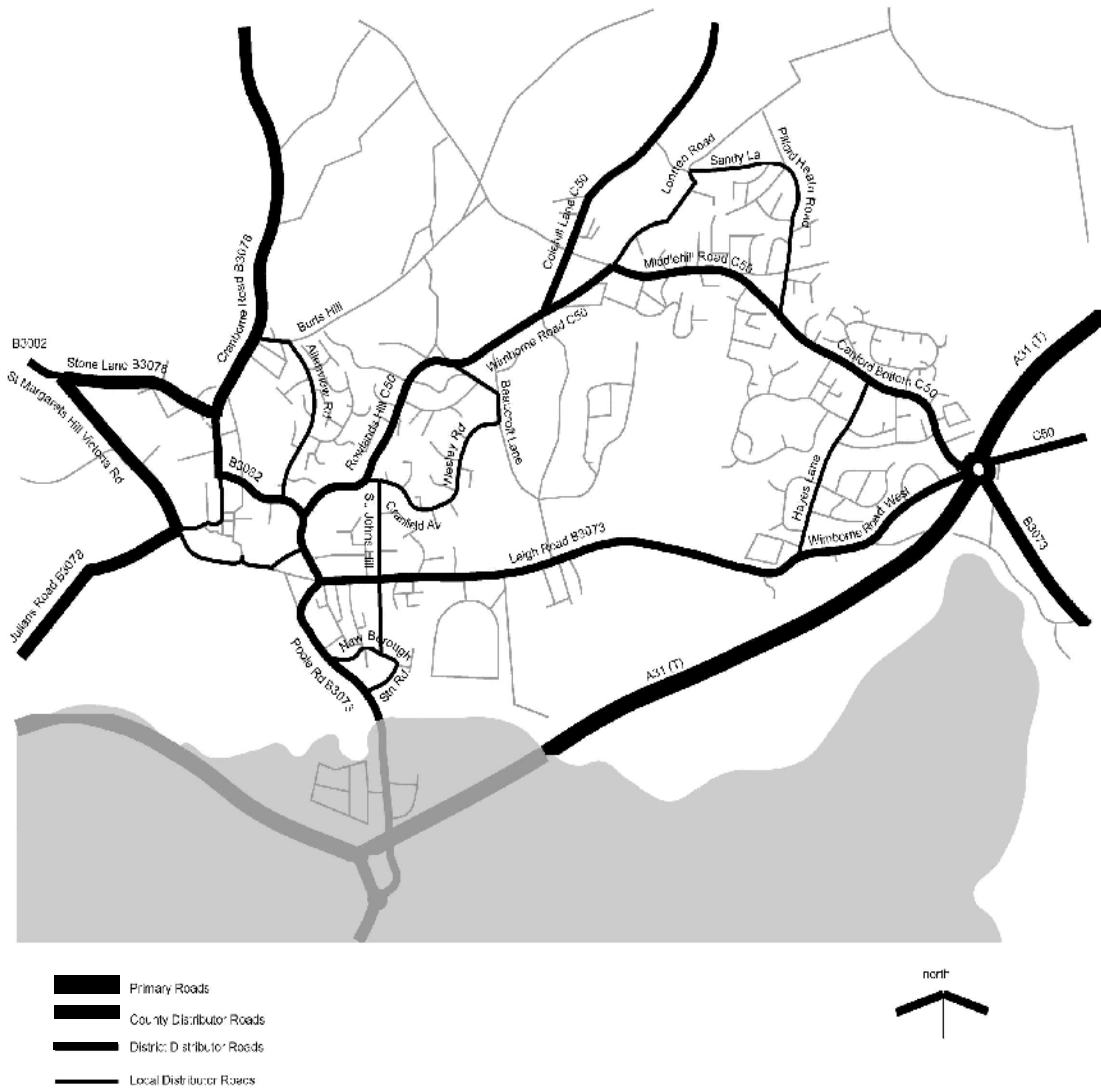 Londen Road
Sandy La
Pilford Heath Road
Colehill Lane C50
Cranborne Road B3078
Middlehill Road C50
Burts Hill
B3082
Stone Lane B3078
Wimborne Road C50
A31 (T)
Allenview Rd
Canford Bottom C50
St Margarets Hill Victoria Rd
Rowlands Hill C50
Beaucroft Lane
C50
Wesley Rd
B3082
Hayes Lane
St. Johns Hill
Cranfield Av
Wimborne Road West
B3073
Leigh Road B3073
Julians Road B3078
New Borough
A31 (T)
Poole Rd B3073
Stn Rd
north
Primary Roads
County Distributor Roads
District Distributor Roads
Local Distributor Roads